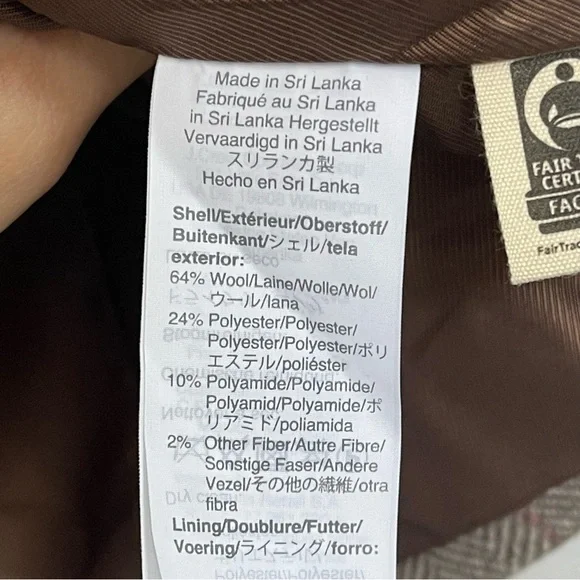 Made in Sri Lanka
Fabriqué au Sri Lanka
in Sri Lanka Hergestellt
Vervaardigd in Sri Lanka
スリランカ製
Hecho en Sri Lanka
Shell/Extérieur/Oberstoff/
Buitenkant/シェル/tela
exterior:
64% Wool/Laine/Wolle/Wol/
ウール/lana
24% Polyester/Polyester/
Polyester/Polyester/ポリ
エステル/poliéster
10% Polyamide/Polyamide/
Polyamid/Polyamide/ポ
リアミド/poliamida
2% Other Fiber/Autre Fibre/
Sonstige Faser/Andere
Vezel/その他の繊維/otra
fibra
Lining/Doublure/Futter/
Voering/ライニング/forro:
FAIR
CERT
FAC
FairTrad